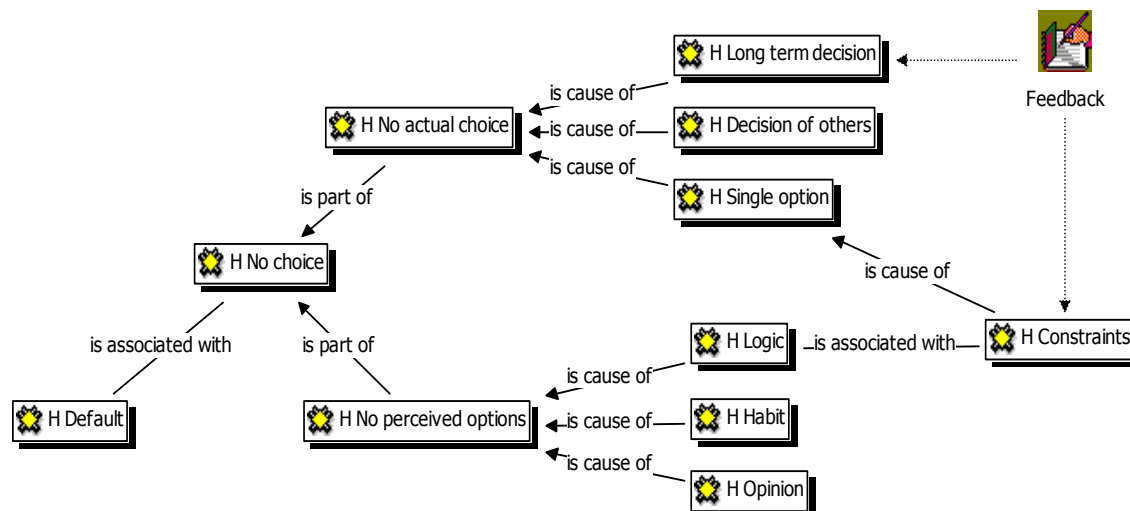 H Long term decision
Feedback
is cause of
H No actual choice
is cause of
H Decision of others
is cause of
is part of
H Single option
H No choice
is cause of
is associated with
is part of
H Logic
is associated with
H Constraints
is cause of
H Default
H No perceived options
is cause of
H Habit
is cause of
H Opinion